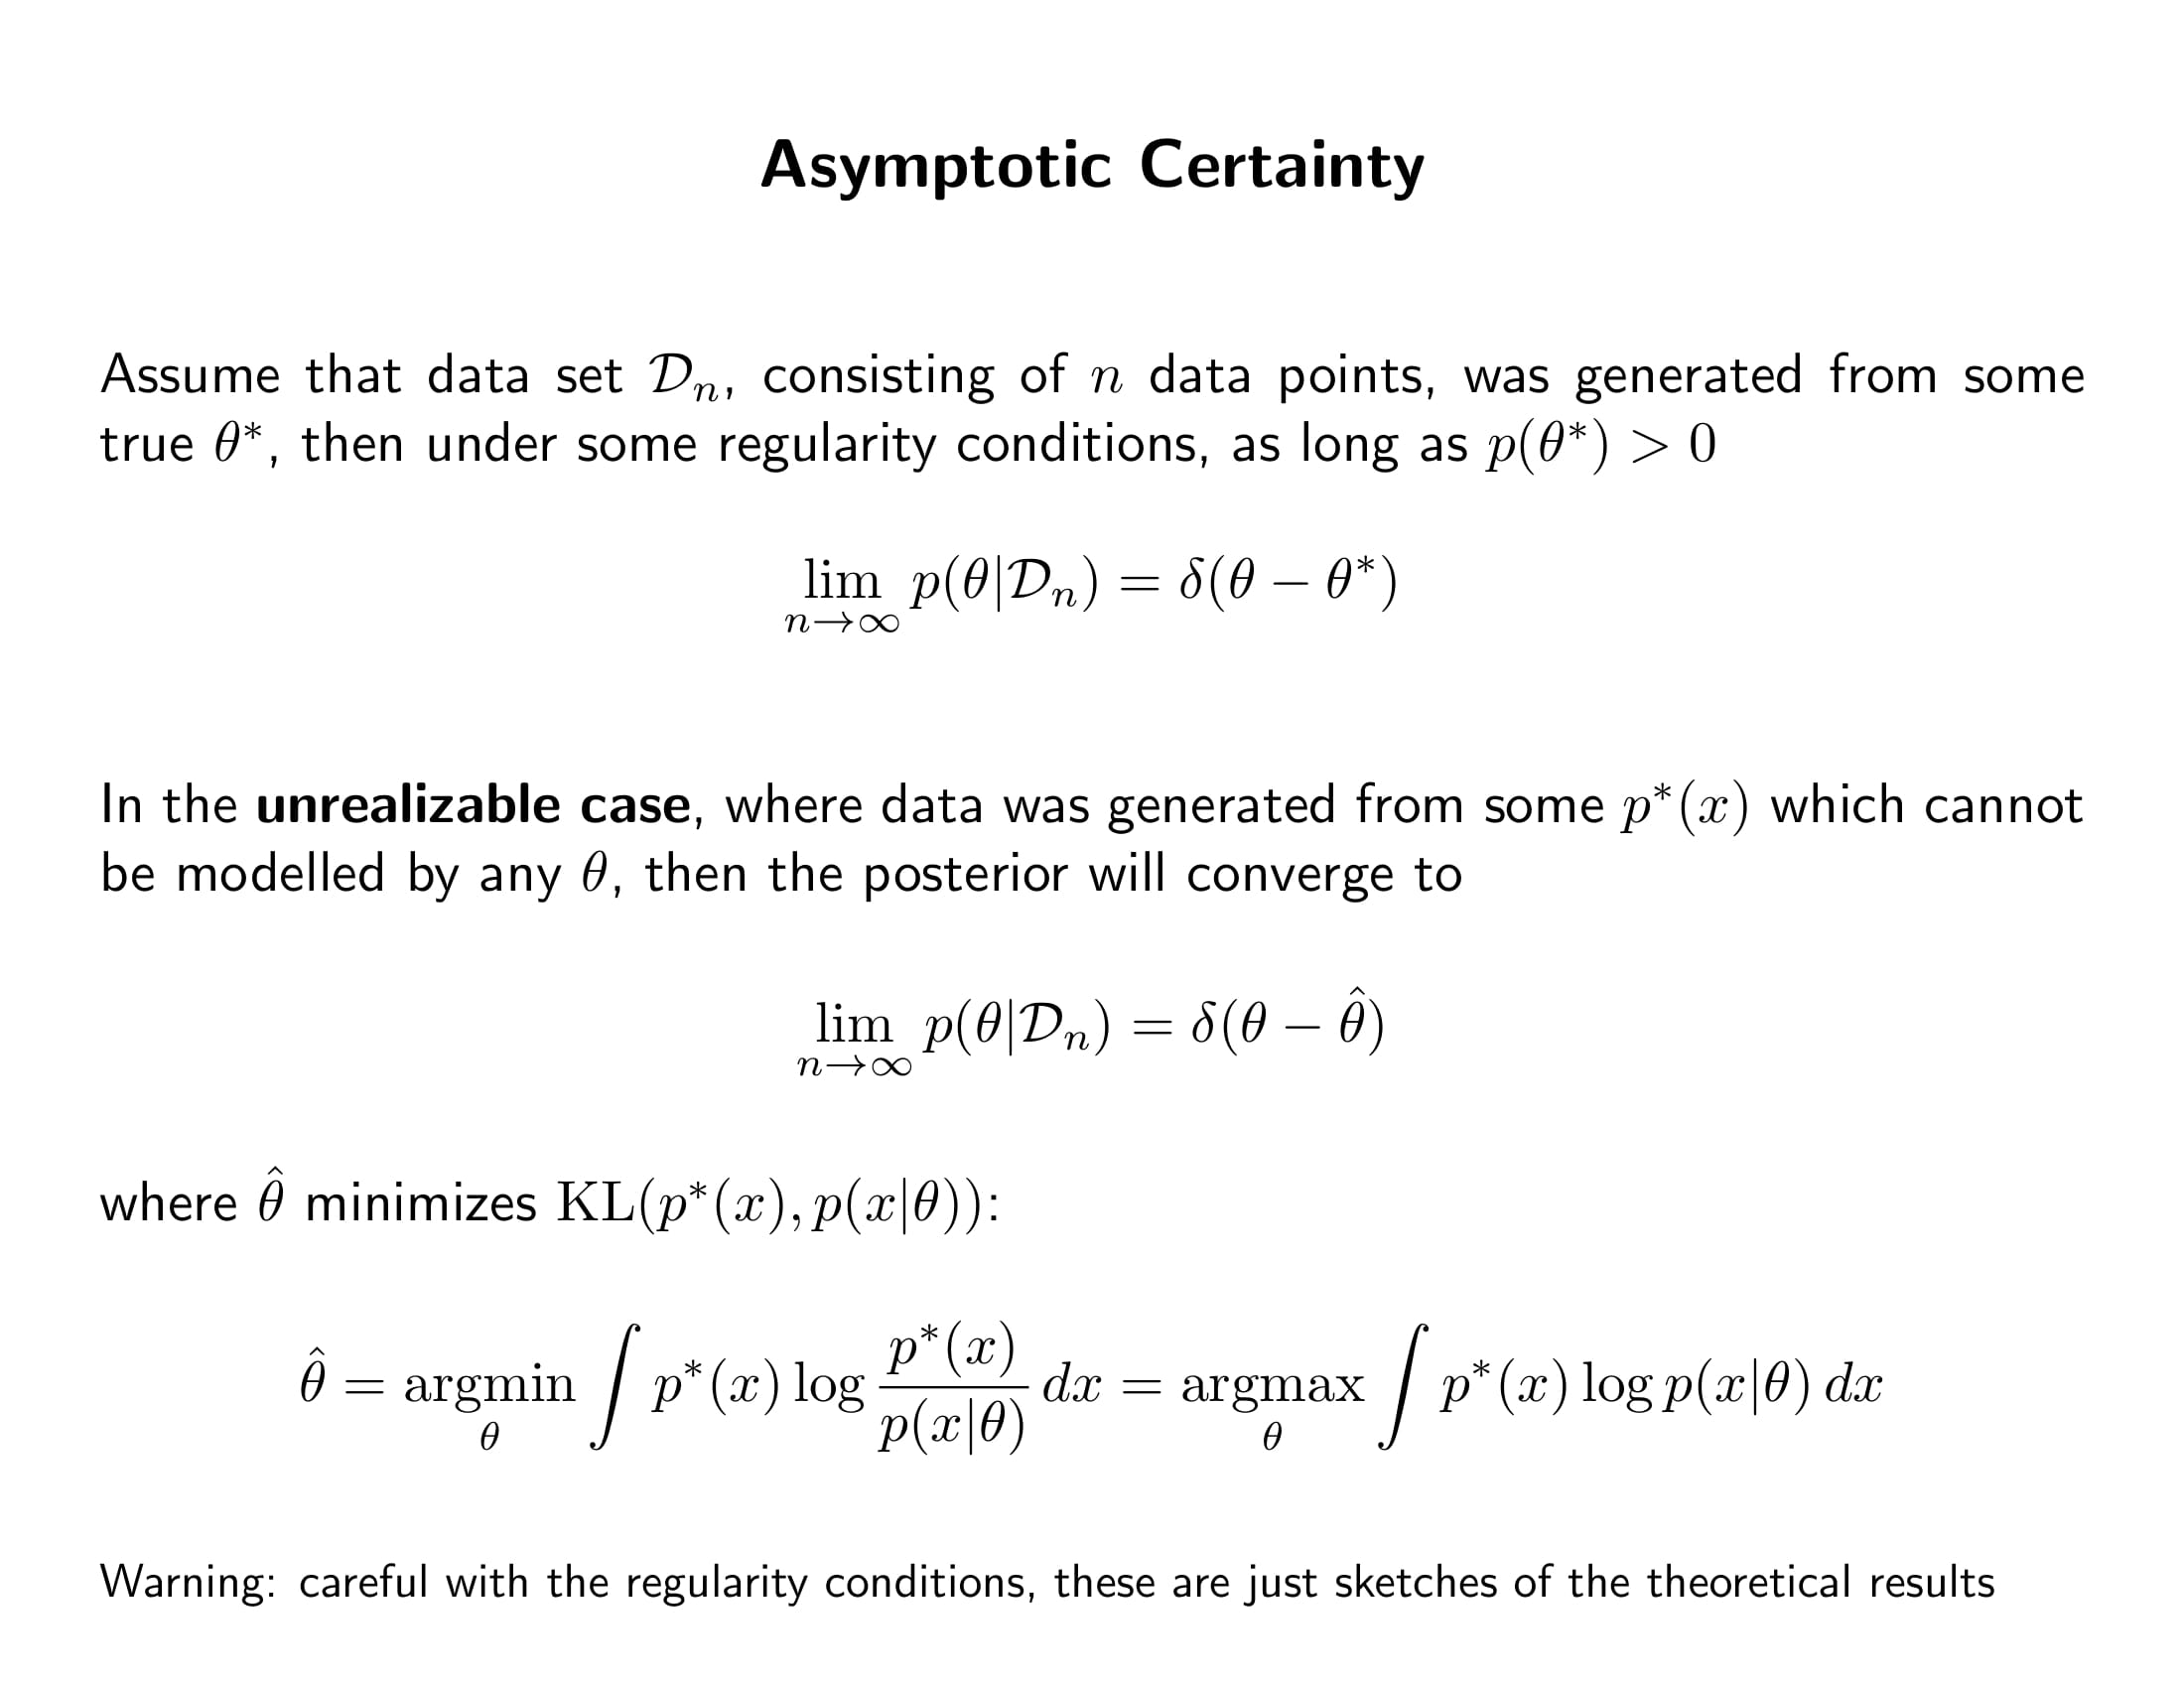 Asymptotic Certainty
Assume that data set $\mathcal{D}_n$, consisting of $n$ data points, was generated from some
true $\theta^*$, then under some regularity conditions, as long as $p(\theta^*) > 0$
$$\lim_{n \to \infty} p(\theta|\mathcal{D}_n) = \delta(\theta - \theta^*)$$
In the unrealizable case, where data was generated from some $p^*(x)$ which cannot
be modelled by any $\theta$, then the posterior will converge to
$$\lim_{n \to \infty} p(\theta|\mathcal{D}_n) = \delta(\theta - \hat{\theta})$$
where $\hat{\theta}$ minimizes $\mathrm{KL}(p^*(x), p(x|\theta))$:
$$\hat{\theta} = \underset{\theta}{\mathrm{argmin}} \int p^*(x) \log \frac{p^*(x)}{p(x|\theta)} \, dx = \underset{\theta}{\mathrm{argmax}} \int p^*(x) \log p(x|\theta) \, dx$$
Warning: careful with the regularity conditions, these are just sketches of the theoretical results